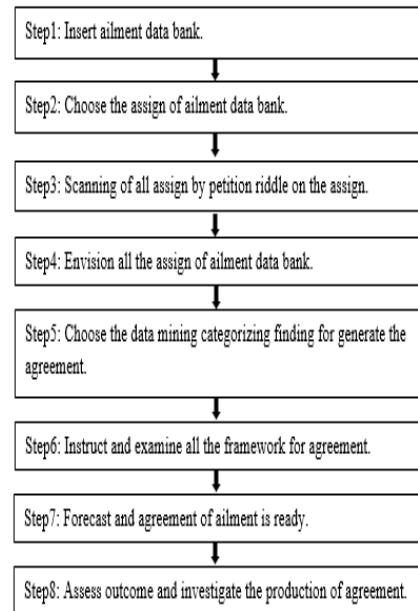 Step1: Insert ailment data bank.
Step2: Choose the assign of ailment data bank.
Step3: Scanning of all assign by petition riddle on the assign.
Step4: Envision all the assign of ailment data bank.
Step5: Choose the data mining categorizing finding for generate the
agreement.
Step6: Instruct and examine all the framework for agreement.
Step7: Forecast and agreement of ailment is ready.
Step8: Assess outcome and investigate the production of agreement.